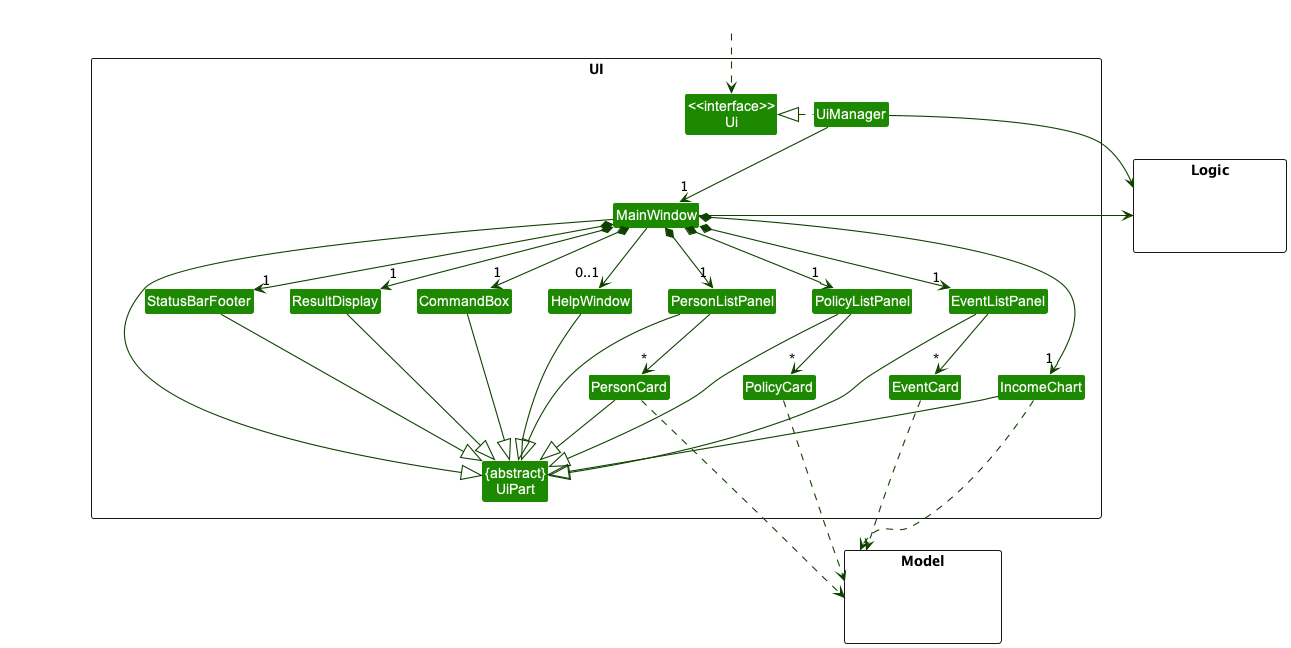 UI
<<interface>>
Ui
UiManager
Logic
1
MainWindow
1
1
1
0..1
1
1
1
StatusBarFooter
ResultDisplay
CommandBox
HelpWindow
PersonListPanel
PolicyListPanel
EventListPanel
*
*
*
1
PersonCard
PolicyCard
EventCard
IncomeChart
{abstract}
UiPart
Model